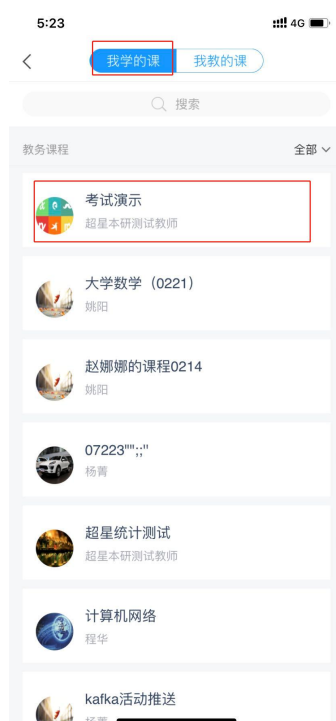 5:23
4G
我学的课
我教的课
搜索
教务课程
全部
考试演示
超星本研测试教师
大学数学（0221）
姚阳
赵娜娜的课程0214
姚阳
07223"";;"
杨菁
超星统计测试
超星本研测试教师
计算机网络
程华
kafka活动推送